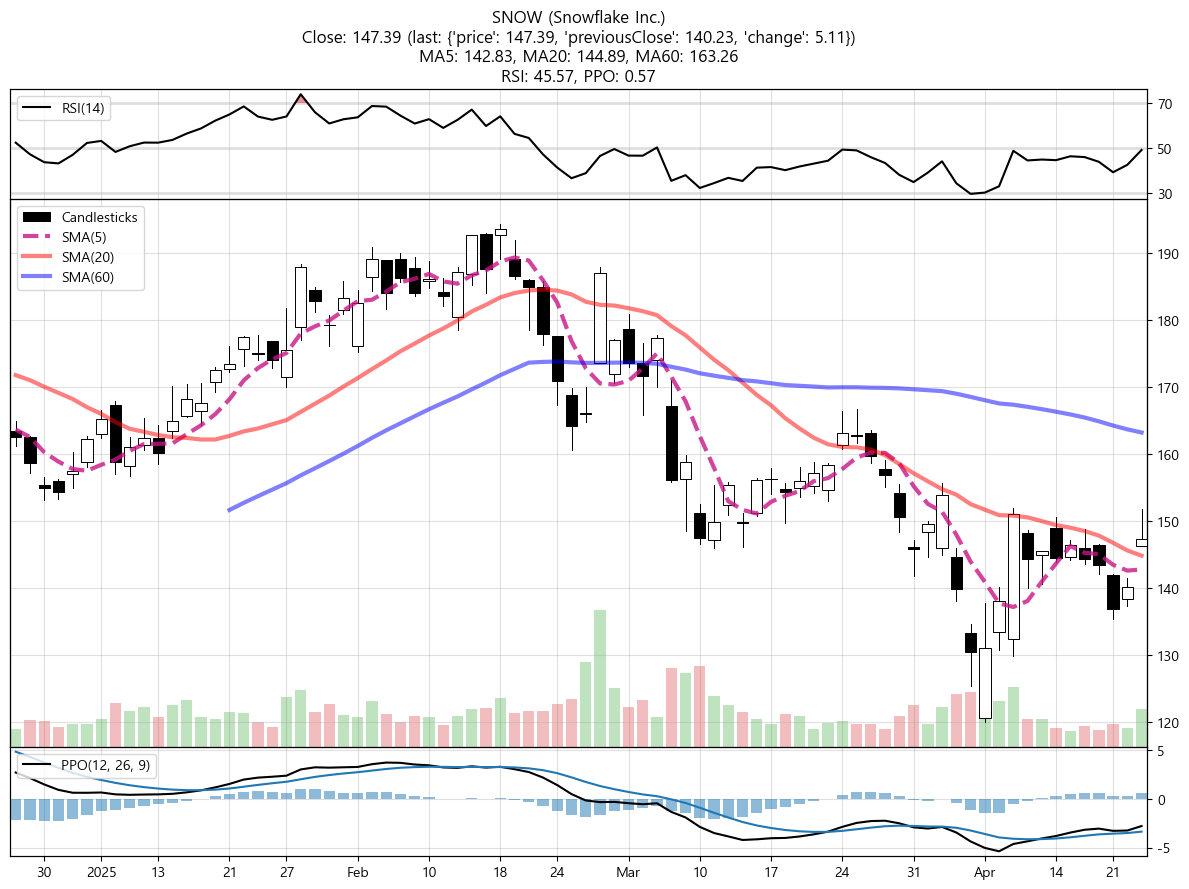 SNOW (Snowflake Inc.)
Close: 147.39 (last: {'price': 147.39, 'previousClose': 140.23, 'change': 5.11})
MA5: 142.83, MA20: 144.89, MA60: 163.26
RSI: 45.57, PPO: 0.57
RSI(14)
70
50
30
Candlesticks
SMA(5)
SMA(20)
SMA(60)
190
180
170
160
150
140
130
120
PPO(12, 26, 9)
5
0
-5
30 2025 13 21 27 Feb 10 18 24 Mar 10 17 24 31 Apr 14 21